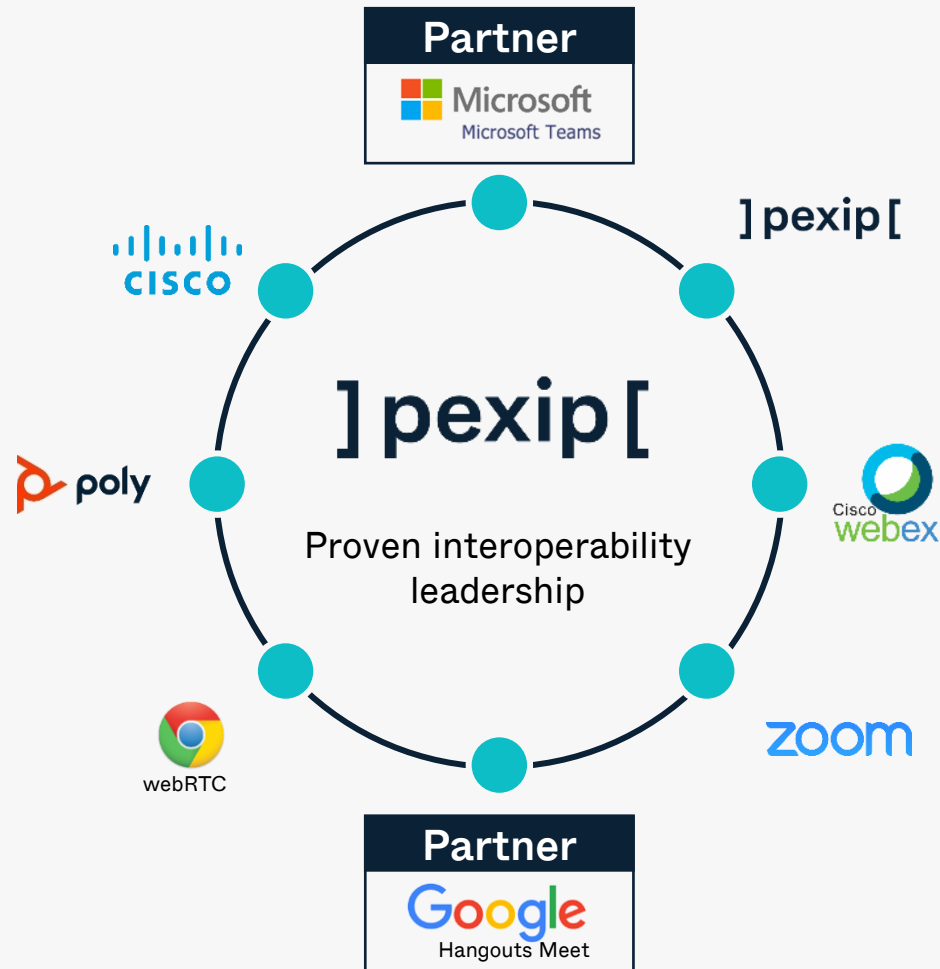 Partner
Microsoft
Microsoft Teams
]pexip[
CISCO
]pexip[
poly
Cisco
webex
Proven interoperability
leadership
zoom
webRTC
Partner
Google
Hangouts Meet